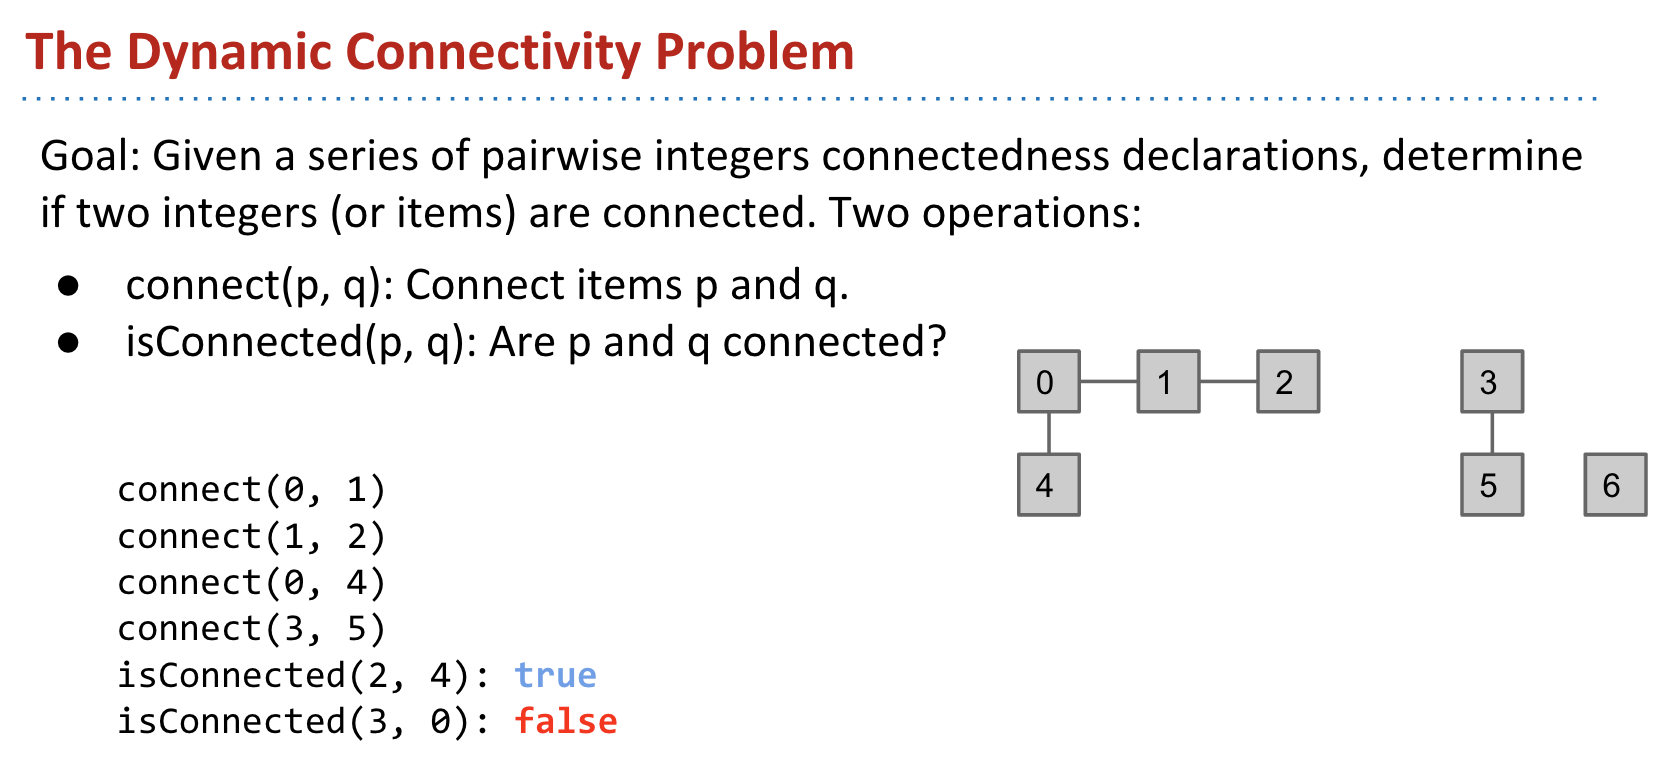 The Dynamic Connectivity Problem
Goal: Given a series of pairwise integers connectedness declarations, determine
if two integers (or items) are connected. Two operations:
● connect(p, q): Connect items p and q.
● isConnected(p, q): Are p and q connected?
0 1 2 3
4 5 6
connect(0, 1)
connect(1, 2)
connect(0, 4)
connect(3, 5)
isConnected(2, 4): true
isConnected(3, 0): false